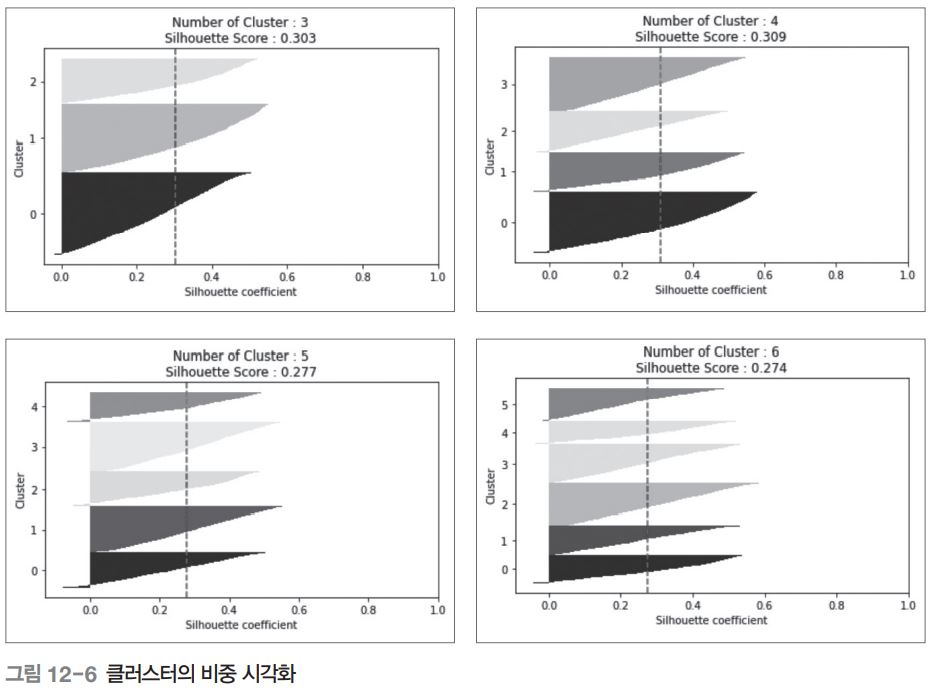 Number of Cluster : 3
Silhouette Score : 0.303
2
1
0
Cluster
0.0 0.2 0.4 0.6 0.8 1.0
Silhouette coefficient
Number of Cluster : 4
Silhouette Score : 0.309
3
2
1
0
Cluster
0.0 0.2 0.4 0.6 0.8 1.0
Silhouette coefficient
Number of Cluster : 5
Silhouette Score : 0.277
4
3
2
1
0
Cluster
0.0 0.2 0.4 0.6 0.8 1.0
Silhouette coefficient
Number of Cluster : 6
Silhouette Score : 0.274
5
4
3
2
1
0
Cluster
0.0 0.2 0.4 0.6 0.8 1.0
Silhouette coefficient
그림 12-6 클러스터의 비중 시각화